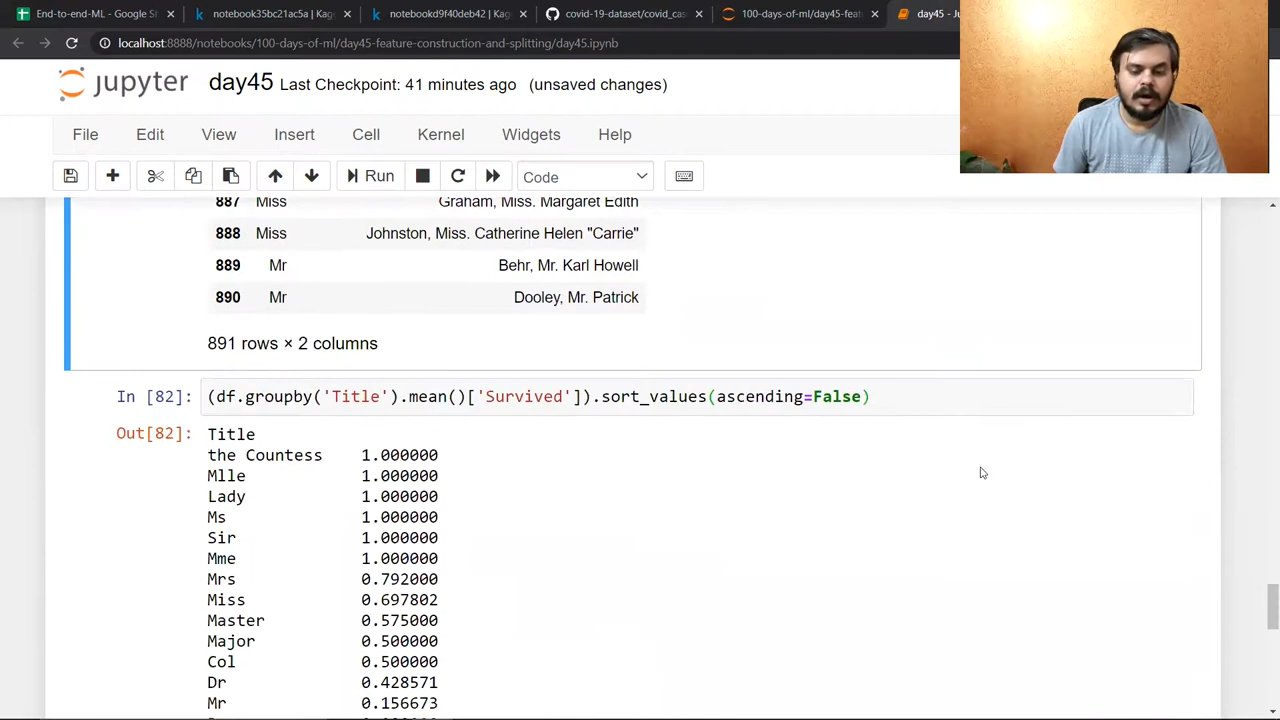 End-to-end-ML - Google S
notebook35bc21ac5a | Kag
notebookd9f40deb42 | Kag
covid-19-dataset/covid_cas
100-days-of-ml/day45-feat
day45 - Ju
localhost:8888/notebooks/100-days-of-ml/day45-feature-construction-and-splitting/day45.ipynb
jupyter day45 Last Checkpoint: 41 minutes ago (unsaved changes)
File Edit View Insert Cell Kernel Widgets Help
Run Code
887 Miss Graham, Miss. Margaret Edith
888 Miss Johnston, Miss. Catherine Helen "Carrie"
889 Mr Behr, Mr. Karl Howell
890 Mr Dooley, Mr. Patrick
891 rows × 2 columns
In [82]: (df.groupby('Title').mean()['Survived']).sort_values(ascending=False)
Out[82]: Title
the Countess 1.000000
Mlle 1.000000
Lady 1.000000
Ms 1.000000
Sir 1.000000
Mme 1.000000
Mrs 0.792000
Miss 0.697802
Master 0.575000
Major 0.500000
Col 0.500000
Dr 0.428571
Mr 0.156673